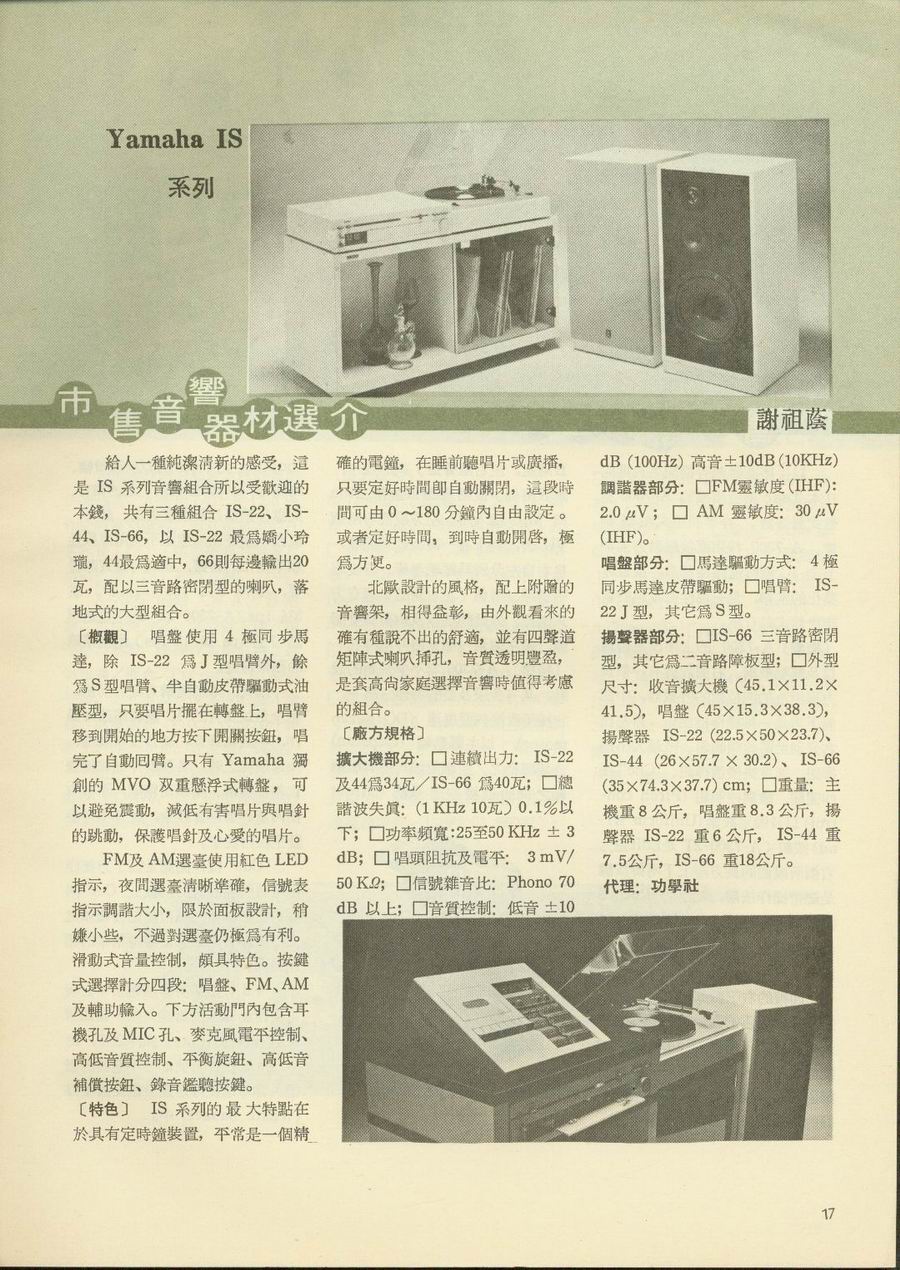 Yamaha IS
系列
市售音響器材選介
謝祖蔭
給人一種純潔清新的感受，這
是 IS 系列音響組合所以受歡迎的
本錢，共有三種組合 IS-22、IS-
44、IS-66，以 IS-22 最爲嬌小玲
瓏，44最爲適中，66則每邊輸出20
瓦，配以三音路密閉型的喇叭，落
地式的大型組合。
〔概觀〕 唱盤使用 4 極同步馬
達，除 IS-22 爲J型唱臂外，餘
爲S型唱臂、半自動皮帶驅動式油
壓型，只要唱片擺在轉盤上，唱臂
移到開始的地方按下開關按鈕，唱
完了自動回臂。只有 Yamaha 獨
創的 MVO 双重懸浮式轉盤，可
以避免震動，減低有害唱片與唱針
的跳動，保護唱針及心愛的唱片。
FM及 AM選臺使用紅色 LED
指示，夜間選臺清晰準確，信號表
指示調諧大小，限於面板設計，稍
嫌小些，不過對選臺仍極爲有利。
滑動式音量控制，頗具特色。按鍵
式選擇計分四段：唱盤、FM、AM
及輔助輸入。下方活動門內包含耳
機孔及 MIC 孔、麥克風電平控制、
高低音質控制、平衡旋鈕、高低音
補償按鈕、錄音鑑聽按鍵。
〔特色〕 IS 系列的最大特點在
於具有定時鐘裝置，平常是一個精
確的電鐘，在睡前聽唱片或廣播，
只要定好時間卽自動關閉，這段時
間可由 0～180 分鐘內自由設定。
或者定好時間，到時自動開啓，極
爲方便。
北歐設計的風格，配上附贈的
音響架，相得益彰，由外觀看來的
確有種說不出的舒適，並有四聲道
矩陣式喇叭挿孔，音質透明豐盈，
是套高尙家庭選擇音響時值得考慮
的組合。
〔廠方規格〕
擴大機部分：□連續出力： IS-22
及44爲34瓦／IS-66 爲40瓦；□總
諧波失眞：(1 KHz 10瓦) 0.1％以
下；□功率頻寬：25至50 KHz ± 3
dB；□唱頭阻抗及電平： 3 mV/
50 KΩ；□信號雜音比：Phono 70
dB 以上；□音質控制：低音 ±10
dB (100Hz) 高音±10dB (10KHz)
調諧器部分：□FM靈敏度 (IHF)：
2.0 μV； □ AM 靈敏度：30 μV
(IHF)。
唱盤部分：□馬達驅動方式： 4 極
同步馬達皮帶驅動；□唱臂： IS-
22 J 型，其它爲 S 型。
揚聲器部分：□IS-66 三音路密閉
型，其它爲二音路障板型；□外型
尺寸：收音擴大機 (45.1×11.2×
41.5)，唱盤 (45×15.3×38.3)，
揚聲器 IS-22 (22.5×50×23.7)、
IS-44 (26×57.7 × 30.2)、IS-66
(35×74.3×37.7) cm；□重量：主
機重 8 公斤，唱盤重 8.3 公斤，揚
聲器 IS-22 重 6 公斤， IS-44 重
7.5公斤，IS-66 重18公斤。
代理：功學社
17